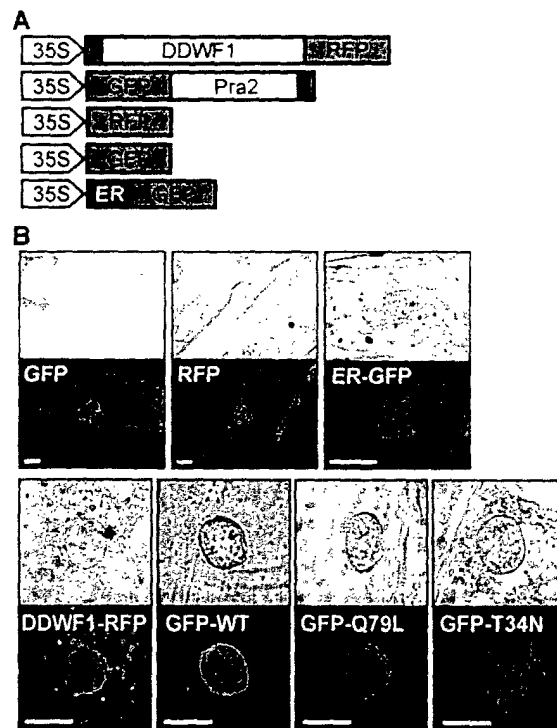 A
35S DDWF1 RFP
35S GFP Pra2
35S RFP
35S GFP
35S ER GFP
B
GFP RFP ER-GFP
DDWF1-RFP GFP-WT GFP-Q79L GFP-T34N